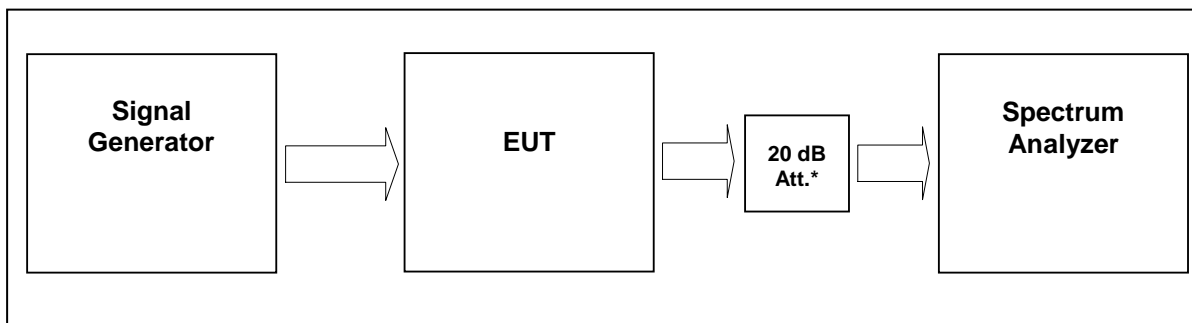 Signal
Generator
EUT
20 dB
Att.*
Spectrum
Analyzer